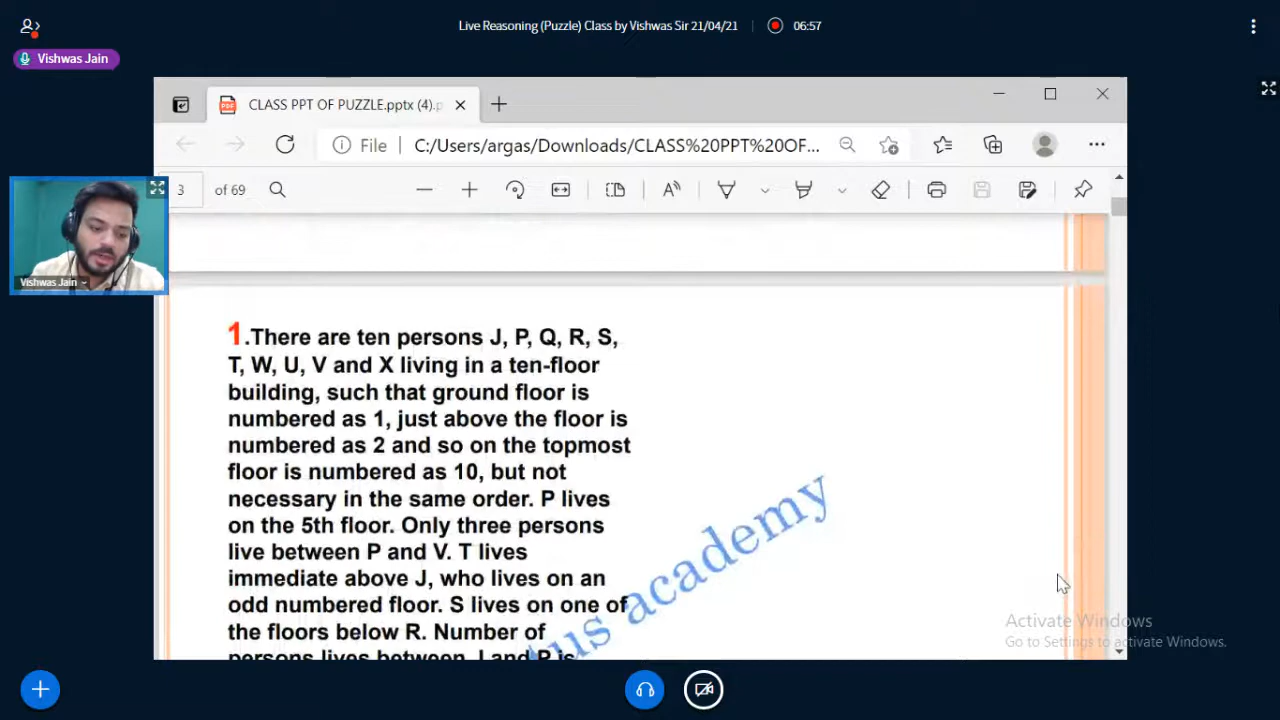 Live Reasoning (Puzzle) Class by Vishwas Sir 21/04/21
06:57
Vishwas Jain
CLASS PPT OF PUZZLE.pptx (4).p
File
C:/Users/argas/Downloads/CLASS%20PPT%20OF...
3 of 69
Vishwas Jain
1.There are ten persons J, P, Q, R, S,
T, W, U, V and X living in a ten-floor
building, such that ground floor is
numbered as 1, just above the floor is
numbered as 2 and so on the topmost
floor is numbered as 10, but not
necessary in the same order. P lives
on the 5th floor. Only three persons
live between P and V. T lives
immediate above J, who lives on an
odd numbered floor. S lives on one of
the floors below R. Number of
persons lives between J and P is
academy
Activate Windows
Go to Settings to activate Windows.